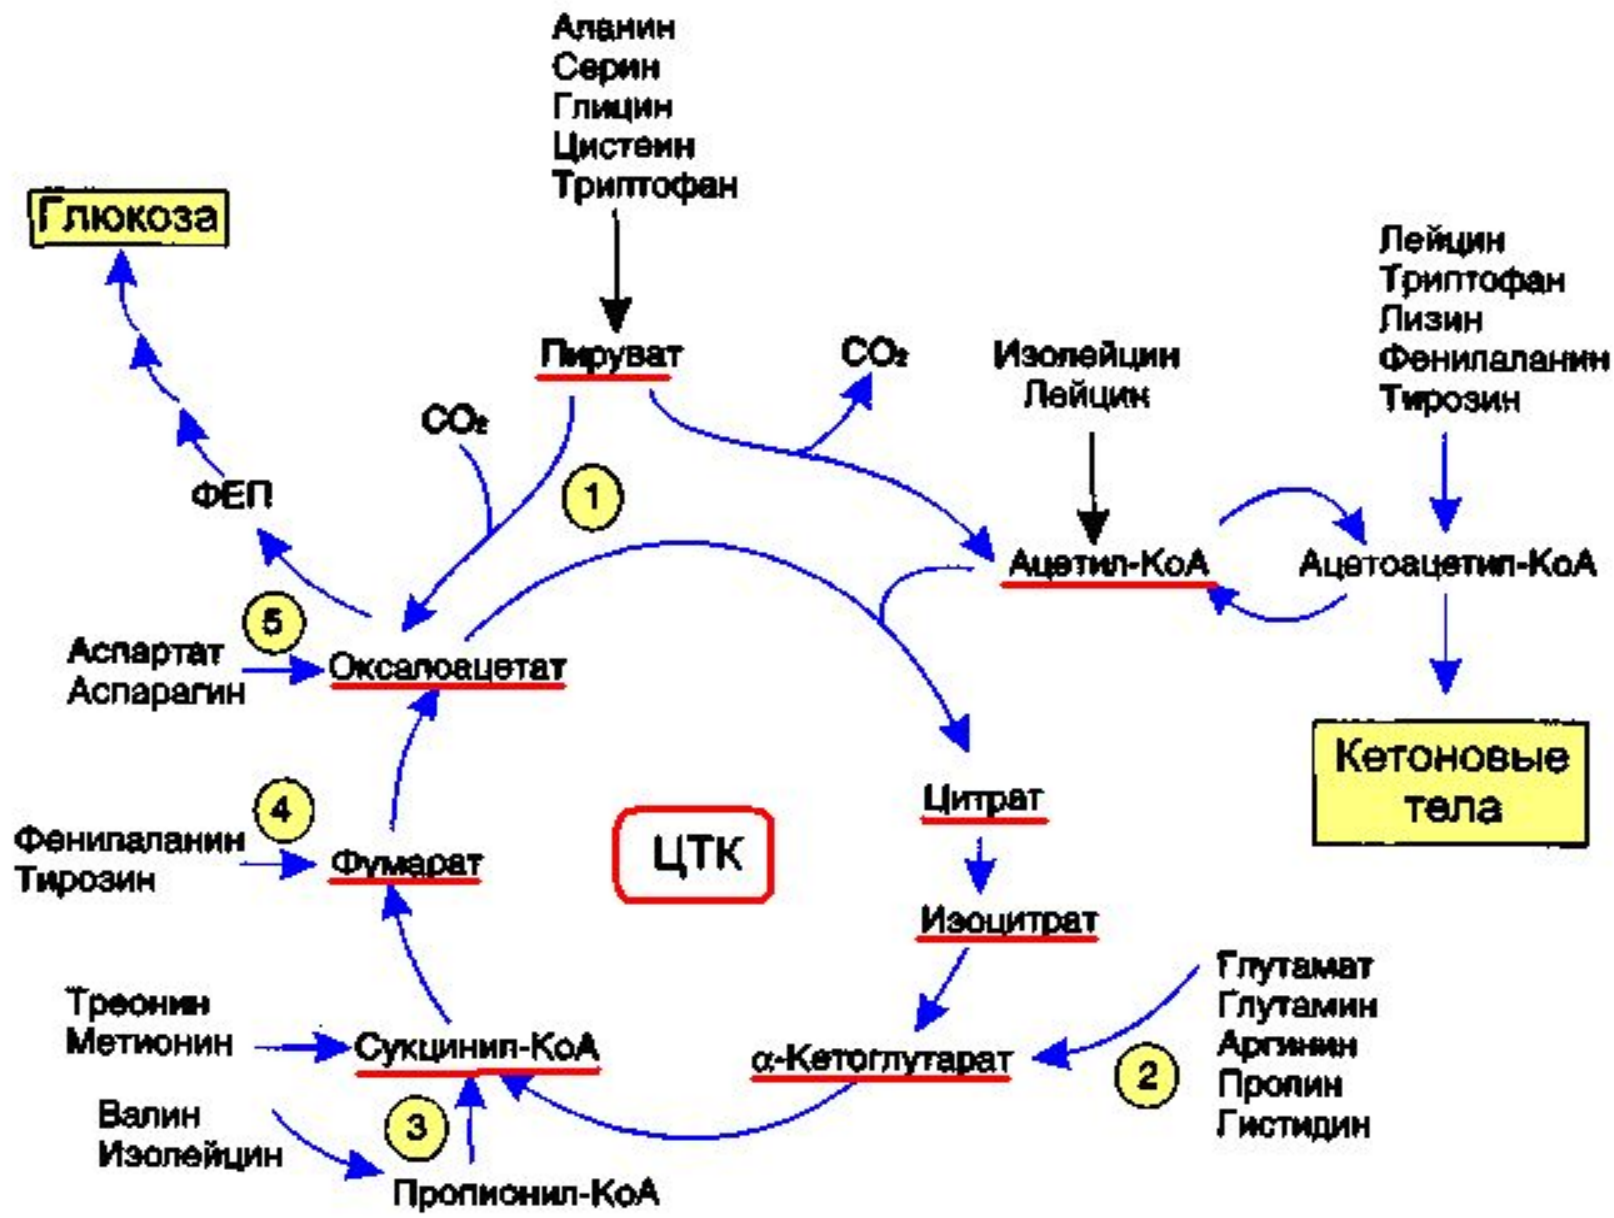 Аланин
Серин
Глицин
Цистеин
Триптофан
Глюкоза
Лейцин
Триптофан
Лизин
Фенилаланин
Тирозин
Пируват
CO₂
Изолейцин
Лейцин
CO₂
ФЕП
1
Ацетил-КоА
Ацетоацетил-КоА
5
Аспартат
Аспарагин
Оксалоацетат
Кетоновые
тела
4
Цитрат
Фенилаланин
Тирозин
Фумарат
ЦТК
Изоцитрат
Треонин
Метионин
Сукцинил-КоА
α-Кетоглутарат
Глутамат
Глутамин
Аргинин
Пролин
Гистидин
2
3
Валин
Изолейцин
Пропионил-КоА